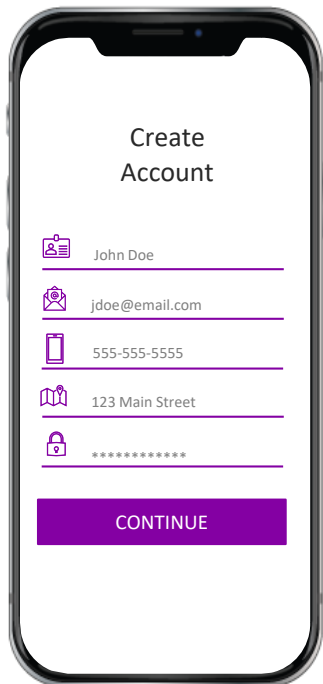 Create
Account
John Doe
jdoe@email.com
555-555-5555
123 Main Street
************
CONTINUE